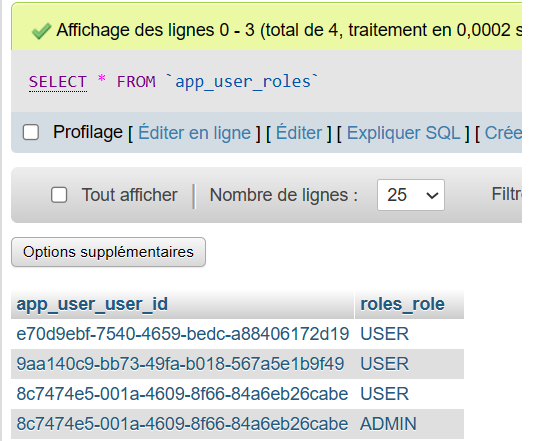 Affichage des lignes 0 - 3 (total de 4, traitement en 0,0002 s
SELECT * FROM `app_user_roles`
Profilage [ Éditer en ligne ] [ Éditer ] [ Expliquer SQL ] [ Crée
Tout afficher Nombre de lignes : 25 Filtr
Options supplémentaires
app_user_user_id roles_role
e70d9ebf-7540-4659-bedc-a88406172d19 USER
9aa140c9-bb73-49fa-b018-567a5e1b9f49 USER
8c7474e5-001a-4609-8f66-84a6eb26cabe USER
8c7474e5-001a-4609-8f66-84a6eb26cabe ADMIN